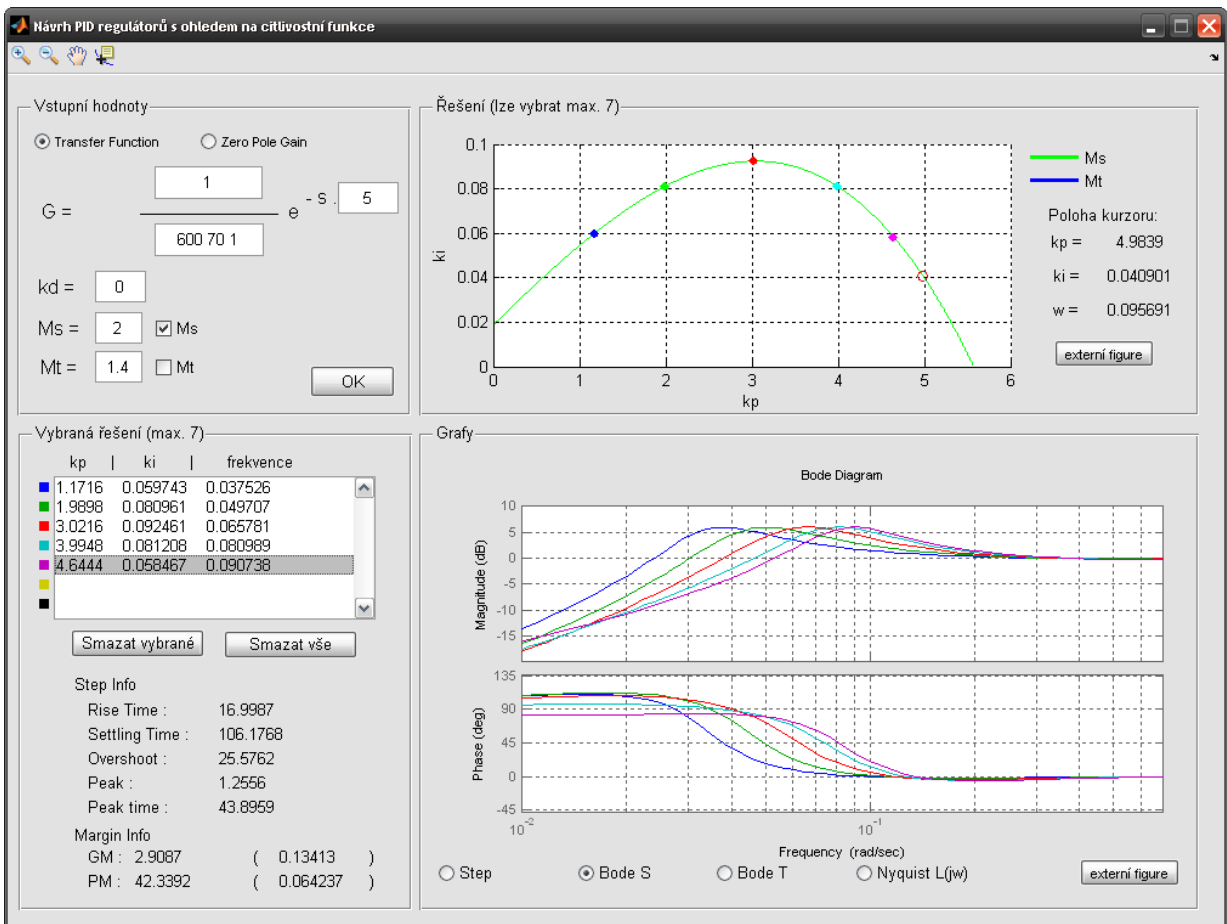 Návrh PID regulátorů s ohledem na citlivostní funkce
Vstupní hodnoty
Transfer Function
Zero Pole Gain
G =
1
600 70 1
e
- s .
5
kd =
0
Ms =
2
Ms
Mt =
1.4
Mt
OK
Řešení (lze vybrat max. 7)
0.1
0.08
0.06
0.04
0.02
0
ki
0 1 2 3 4 5 6
kp
Ms
Mt
Poloha kurzoru:
kp = 4.9839
ki = 0.040901
w = 0.095691
externí figure
Vybraná řešení (max. 7)
kp | ki | frekvence
1.1716 0.059743 0.037526
1.9898 0.080961 0.049707
3.0216 0.092461 0.065781
3.9948 0.081208 0.080989
4.6444 0.058467 0.090738
Smazat vybrané
Smazat vše
Step Info
Rise Time : 16.9987
Settling Time : 106.1768
Overshoot : 25.5762
Peak : 1.2556
Peak time : 43.8959
Margin Info
GM : 2.9087 ( 0.13413 )
PM : 42.3392 ( 0.064237 )
Grafy
Bode Diagram
10
5
0
-5
-10
-15
Magnitude (dB)
135
90
45
0
-45
Phase (deg)
10⁻² 10⁻¹
Frequency (rad/sec)
Step
Bode S
Bode T
Nyquist L(jw)
externí figure